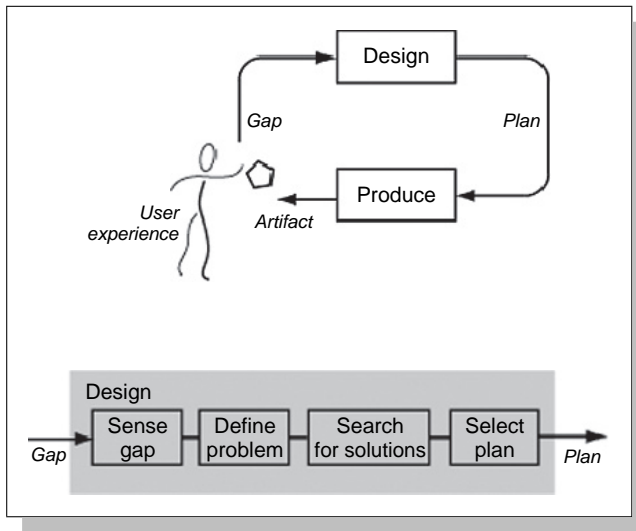 Design
Gap
Plan
Produce
User
experience
Artifact
Design
Sense
gap
Define
problem
Search
for solutions
Select
plan
Gap
Plan